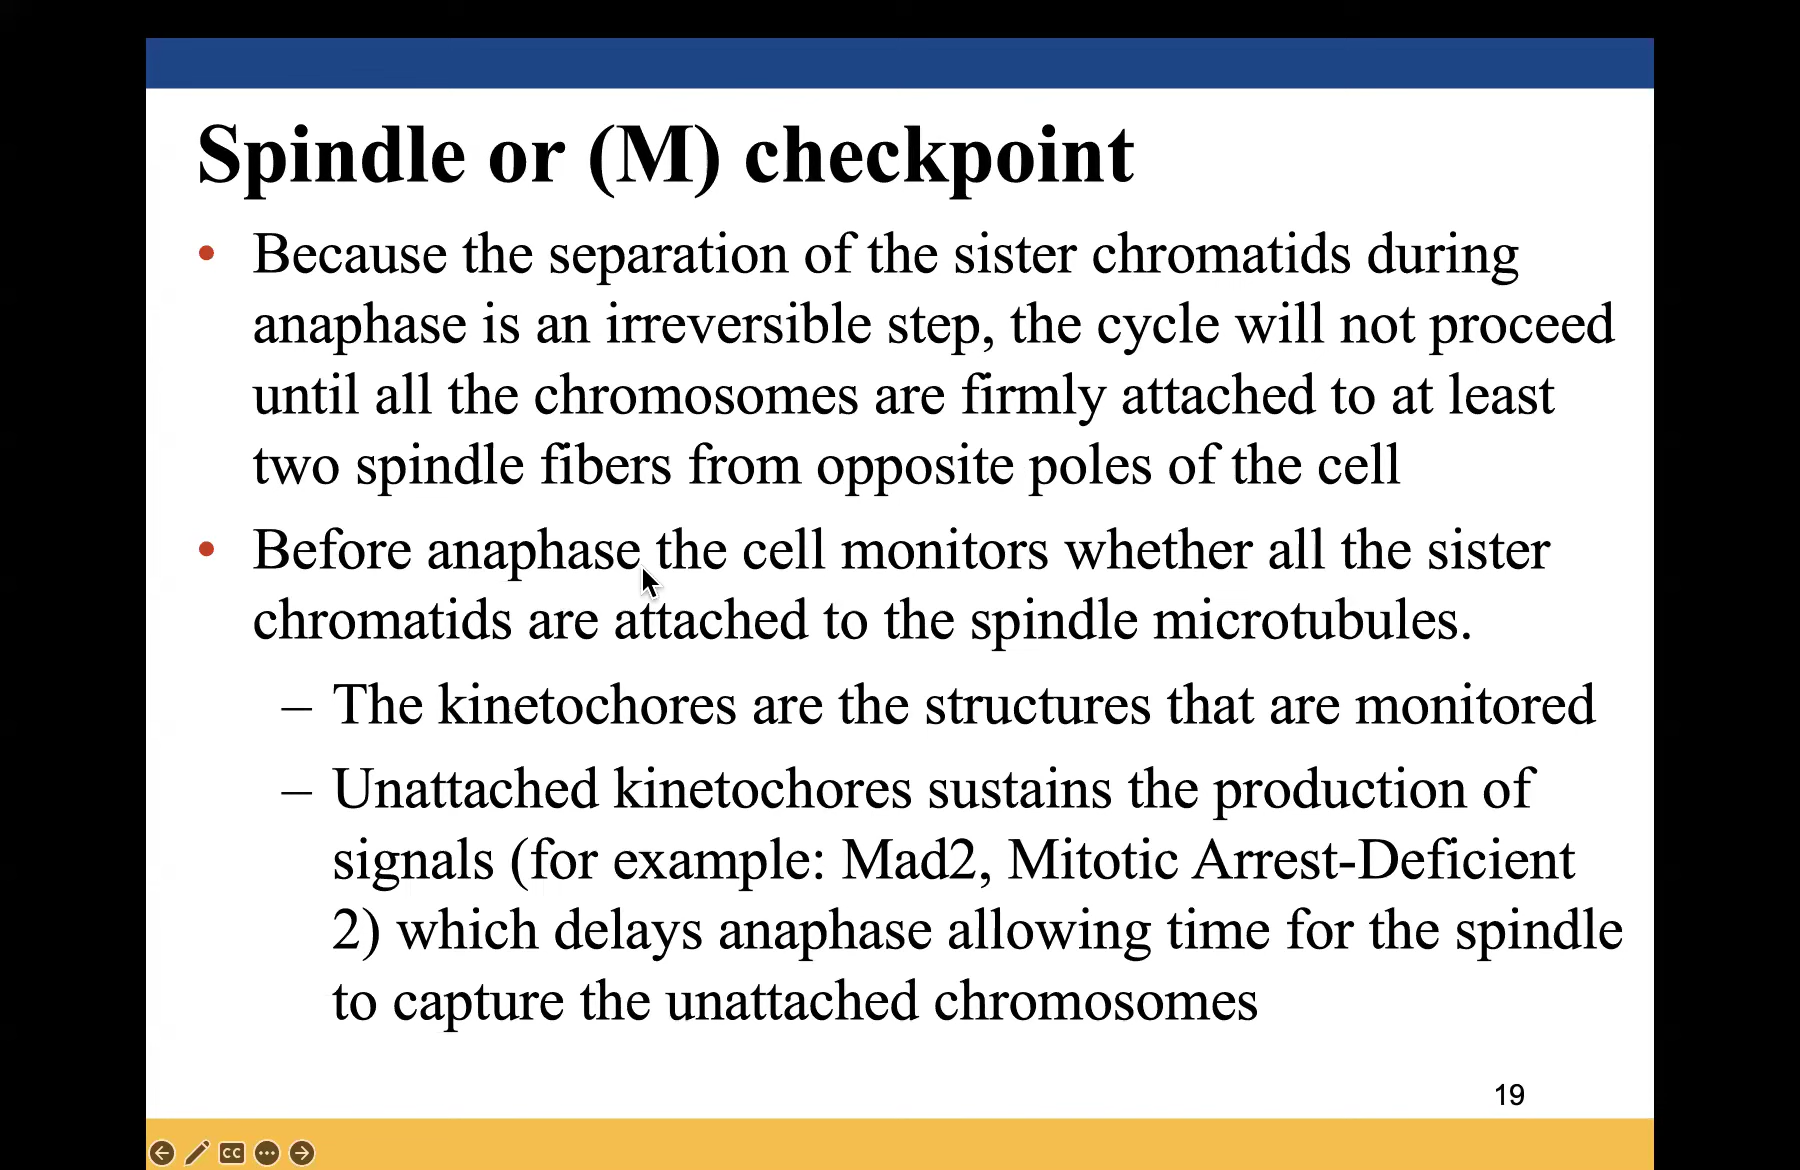 Spindle or (M) checkpoint
• Because the separation of the sister chromatids during
anaphase is an irreversible step, the cycle will not proceed
until all the chromosomes are firmly attached to at least
two spindle fibers from opposite poles of the cell
• Before anaphase the cell monitors whether all the sister
chromatids are attached to the spindle microtubules.
– The kinetochores are the structures that are monitored
– Unattached kinetochores sustains the production of
signals (for example: Mad2, Mitotic Arrest-Deficient
2) which delays anaphase allowing time for the spindle
to capture the unattached chromosomes
19
CC